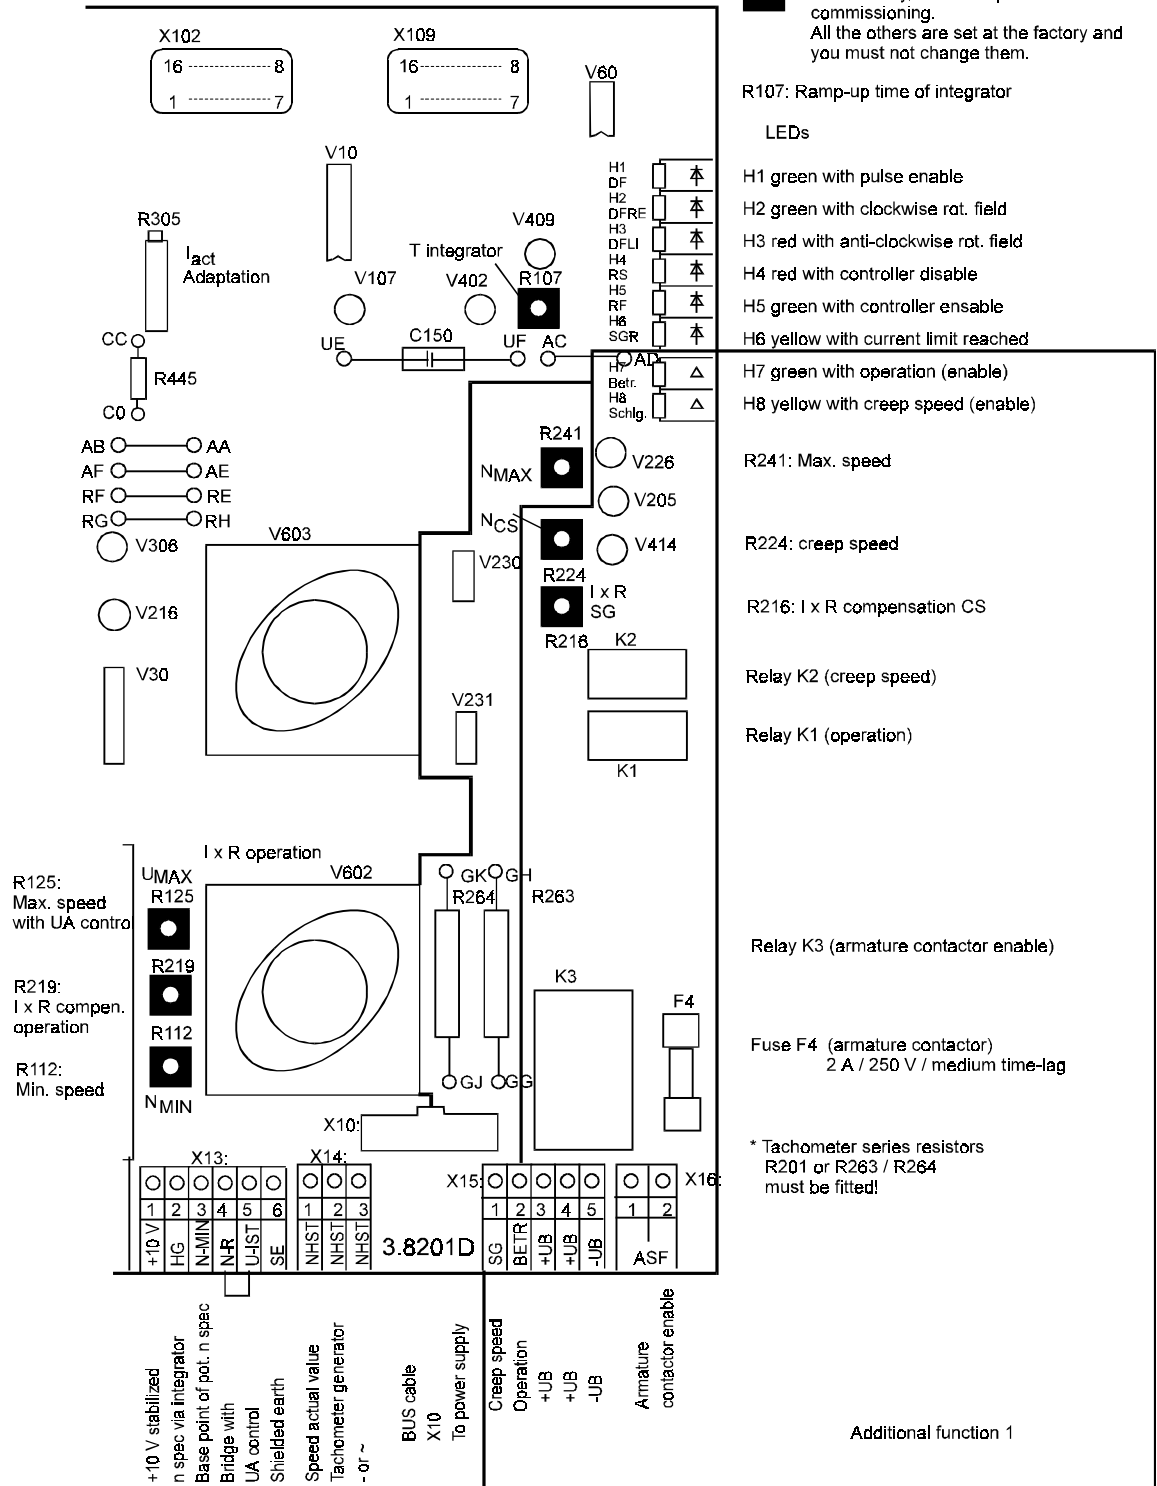 commissioning.
All the others are set at the factory and
you must not change them.
X102
16 8
1 7
X109
16 8
1 7
V60
R107: Ramp-up time of integrator
LEDs
V10
H1
DF
H2
DFRE
H3
DFLI
H4
RS
H5
RF
H6
SGR
H7
Betr.
H8
Schlg.
H1 green with pulse enable
H2 green with clockwise rot. field
H3 red with anti-clockwise rot. field
H4 red with controller disable
H5 green with controller ensable
H6 yellow with current limit reached
H7 green with operation (enable)
H8 yellow with creep speed (enable)
R305
Iact
Adaptation
V409
T integrator
V107
V402
R107
UE
C150
UF
AC
AD
CC
R445
C0
AB AA
AF AE
RF RE
RG RH
V306
V216
V30
V603
R241
NMAX
V226
V205
NCS
V414
V230
R224
I x R
SG
R216
K2
K1
V231
R241: Max. speed
R224: creep speed
R216: I x R compensation CS
Relay K2 (creep speed)
Relay K1 (operation)
I x R operation
UMAX
R125
V602
R125:
Max. speed
with UA control
R219
R219:
I x R compen.
operation
R112
R112:
Min. speed
NMIN
GK
GH
R264
R263
GJ
GG
K3
F4
Relay K3 (armature contactor enable)
Fuse F4 (armature contactor)
2 A / 250 V / medium time-lag
* Tachometer series resistors
R201 or R263 / R264
must be fitted!
X10:
X13:
1 2 3 4 5 6
+10 V
HG
N-MIN
N-R
U-IST
SE
X14:
1 2 3
NHST
NHST
NHST
3.8201D
X15:
1 2 3 4 5
SG
BETR
+UB
+UB
-UB
X16:
1 2
ASF
+10 V stabilized
n spec via integrator
Base point of pot. n spec
Bridge with
UA control
Shielded earth
Speed actual value
Tachometer generator
- or ~
BUS cable
X10
To power supply
Creep speed
Operation
+UB
+UB
-UB
Armature
contactor enable
Additional function 1